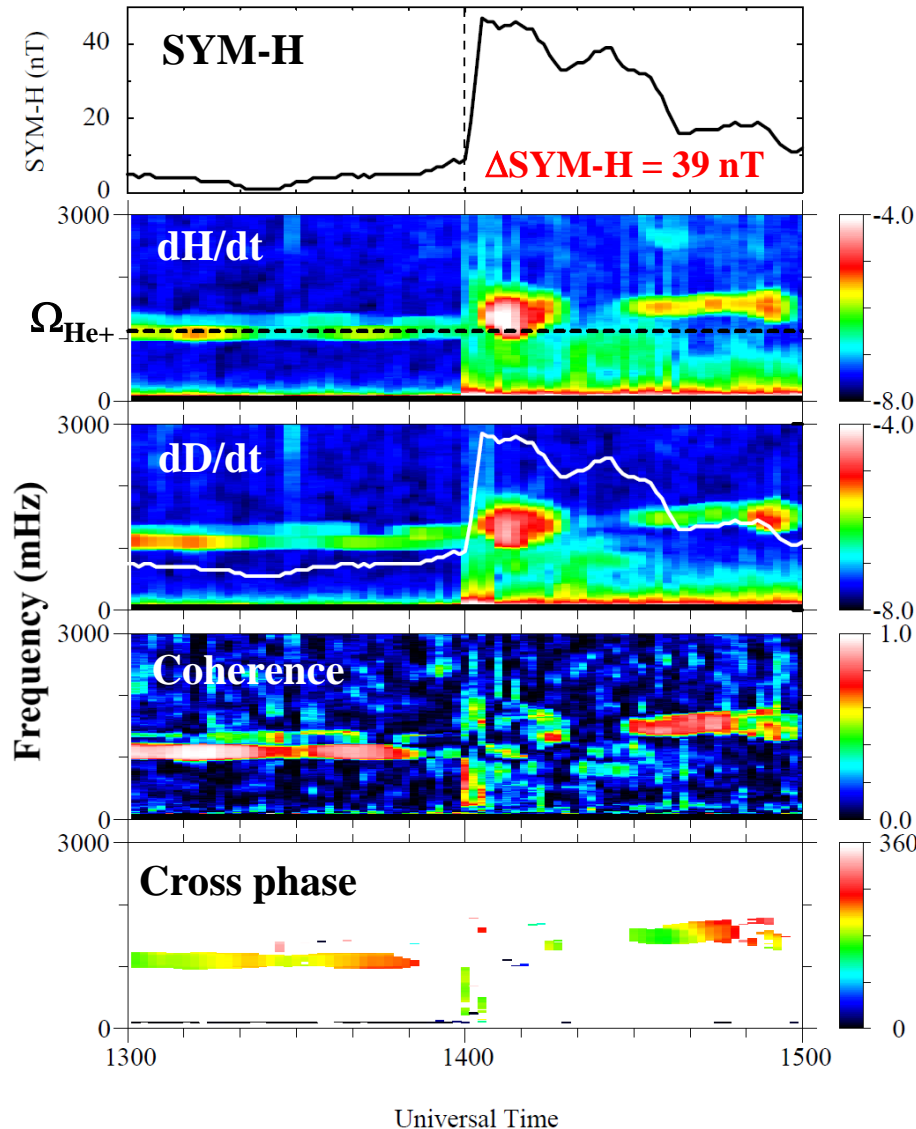 SYM-H (nT)
40
20
0
SYM-H
ΔSYM-H = 39 nT
Frequency (mHz)
3000
0
dH/dt
Ω_He+
-4.0
-8.0
3000
0
dD/dt
-4.0
-8.0
3000
0
Coherence
1.0
0.0
3000
0
Cross phase
360
0
1300 1400 1500
Universal Time